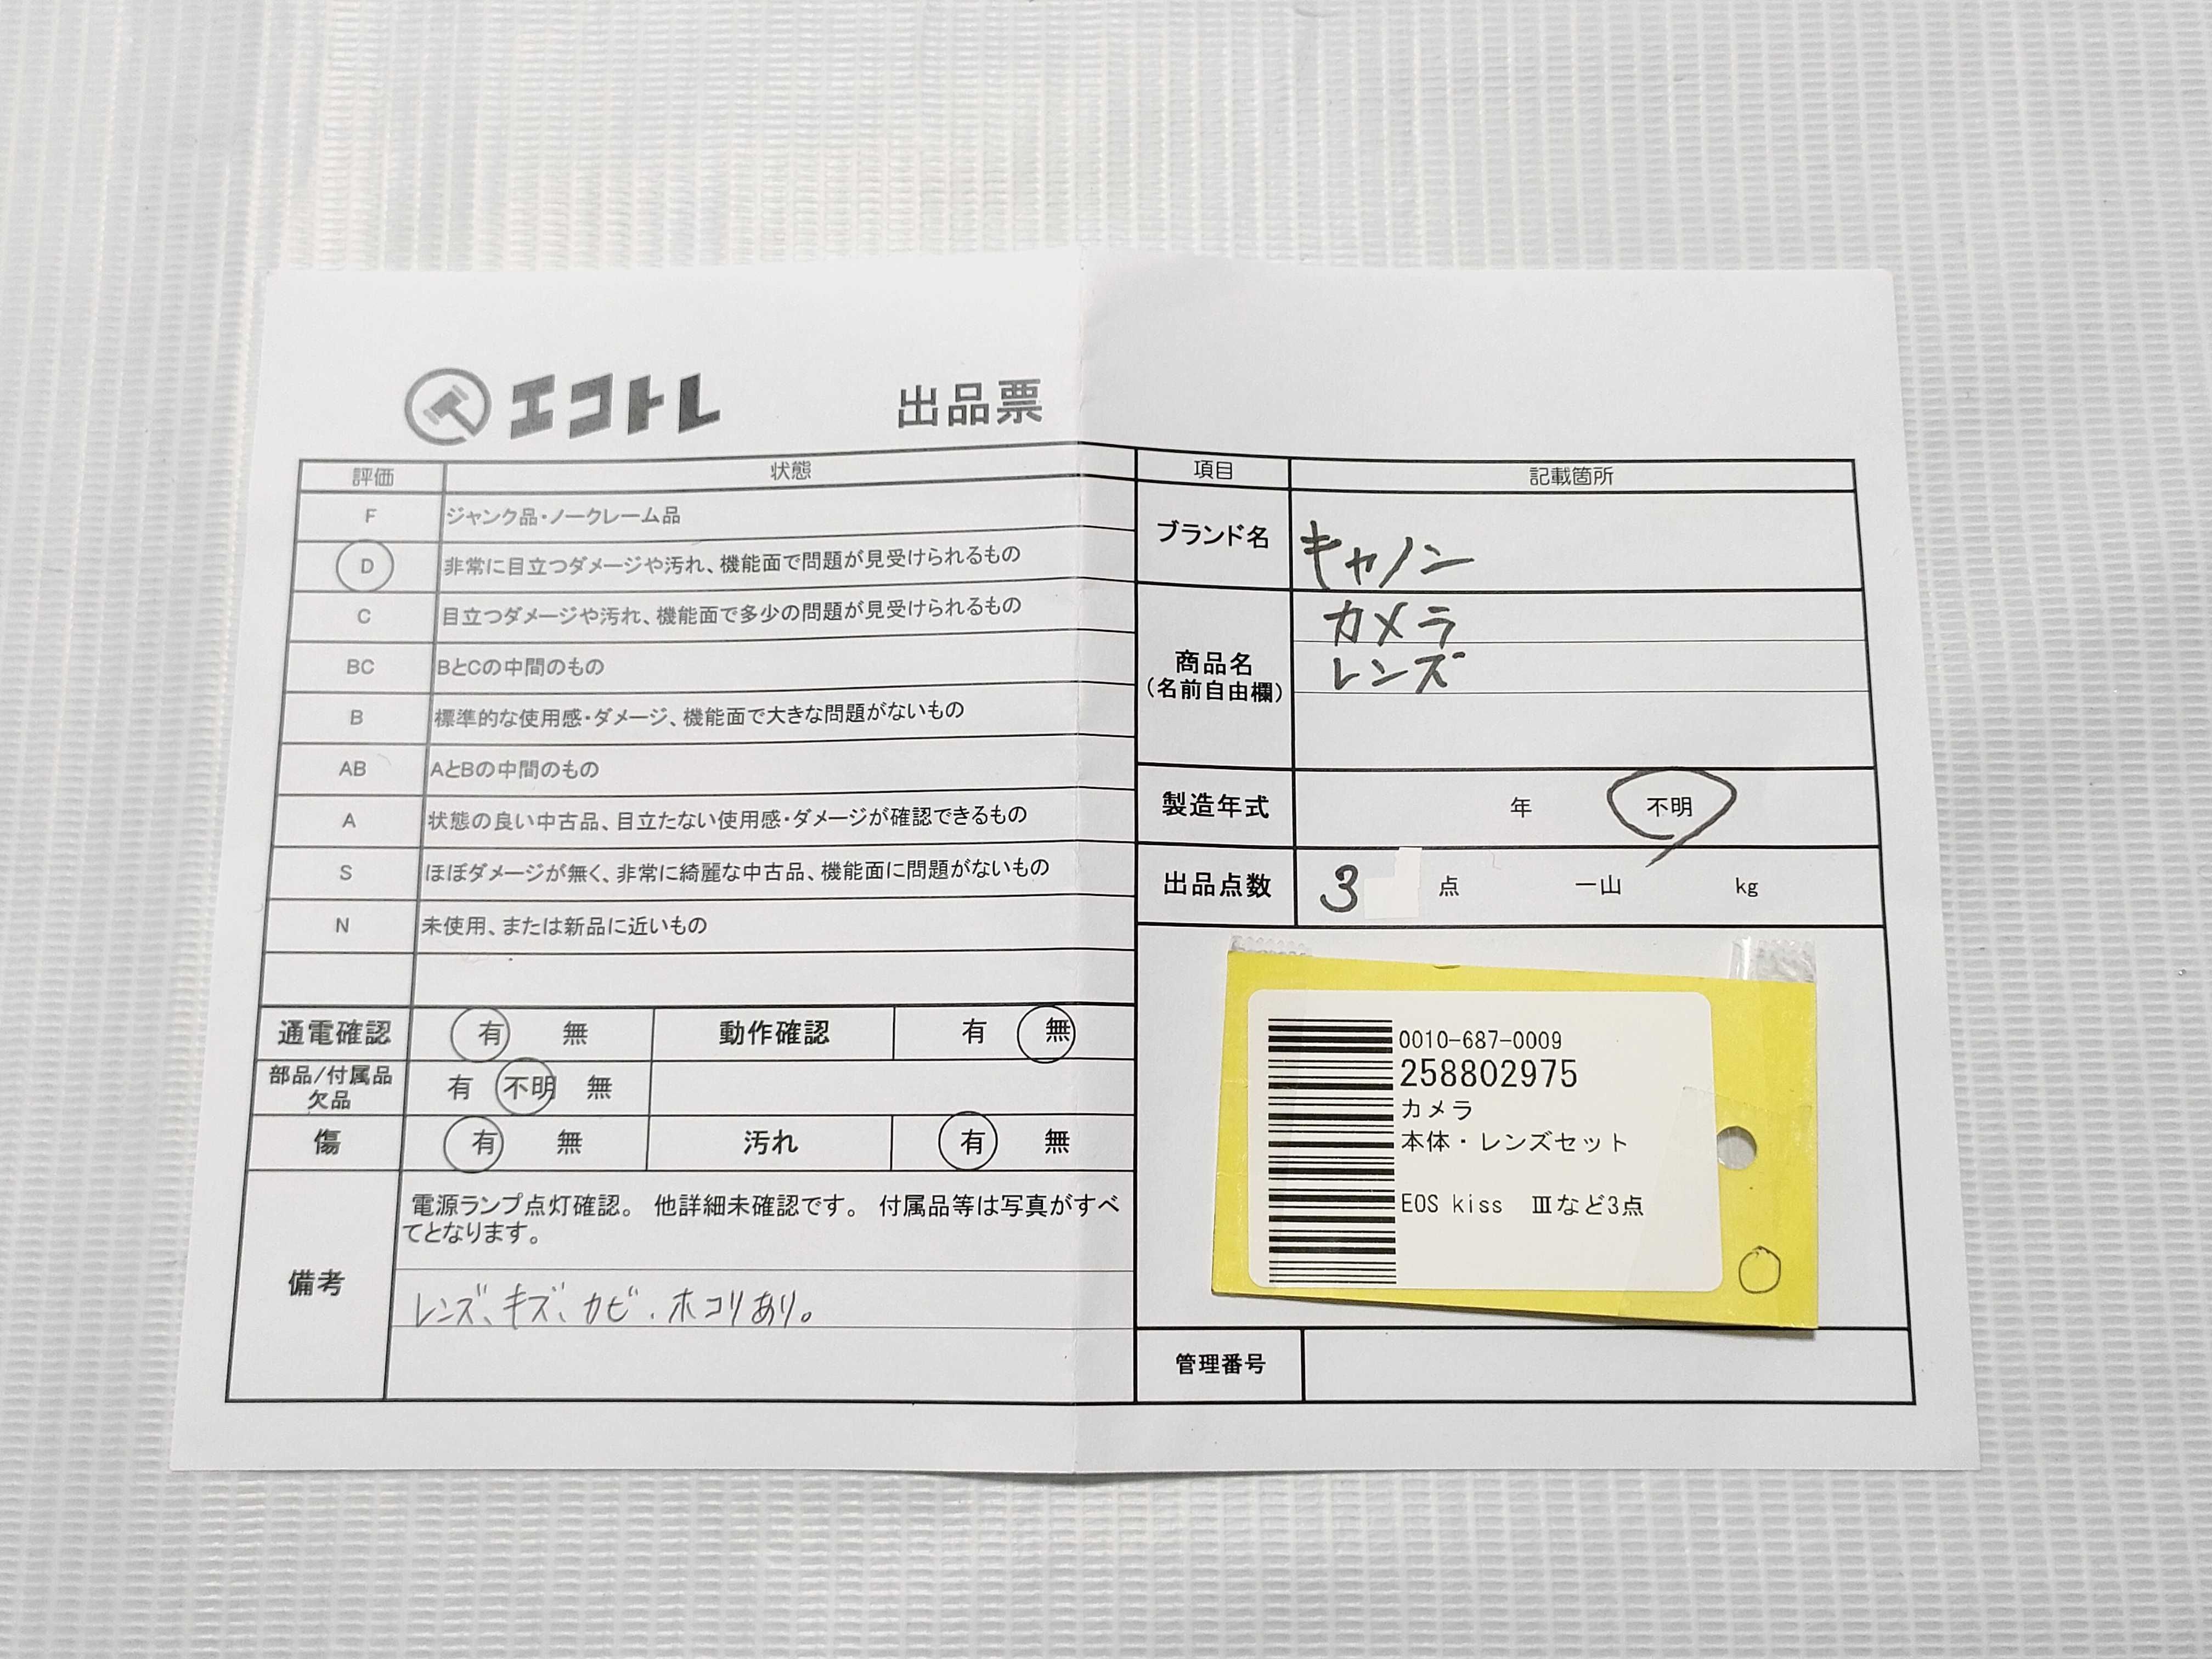 エコトレ 出品票
評価 状態
F ジャンク品・ノークレーム品
D 非常に目立つダメージや汚れ、機能面で問題が見受けられるもの
C 目立つダメージや汚れ、機能面で多少の問題が見受けられるもの
BC BとCの中間のもの
B 標準的な使用感・ダメージ、機能面で大きな問題がないもの
AB AとBの中間のもの
A 状態の良い中古品、目立たない使用感・ダメージが確認できるもの
S ほぼダメージが無く、非常に綺麗な中古品、機能面に問題がないもの
N 未使用、または新品に近いもの
通電確認 有 無 動作確認 有 無
部品/付属品
欠品 有 不明 無
傷 有 無 汚れ 有 無
備考
電源ランプ点灯確認。 他詳細未確認です。 付属品等は写真がすべ
てとなります。
レンズ、キズ、カビ、ホコリあり。
項目 記載箇所
ブランド名 キャノン
商品名
(名前自由欄)
カメラ
レンズ
製造年式 年 不明
出品点数 3 点 一山 kg
0010-687-0009
258802975
カメラ
本体・レンズセット
EOS kiss Ⅲなど3点
管理番号